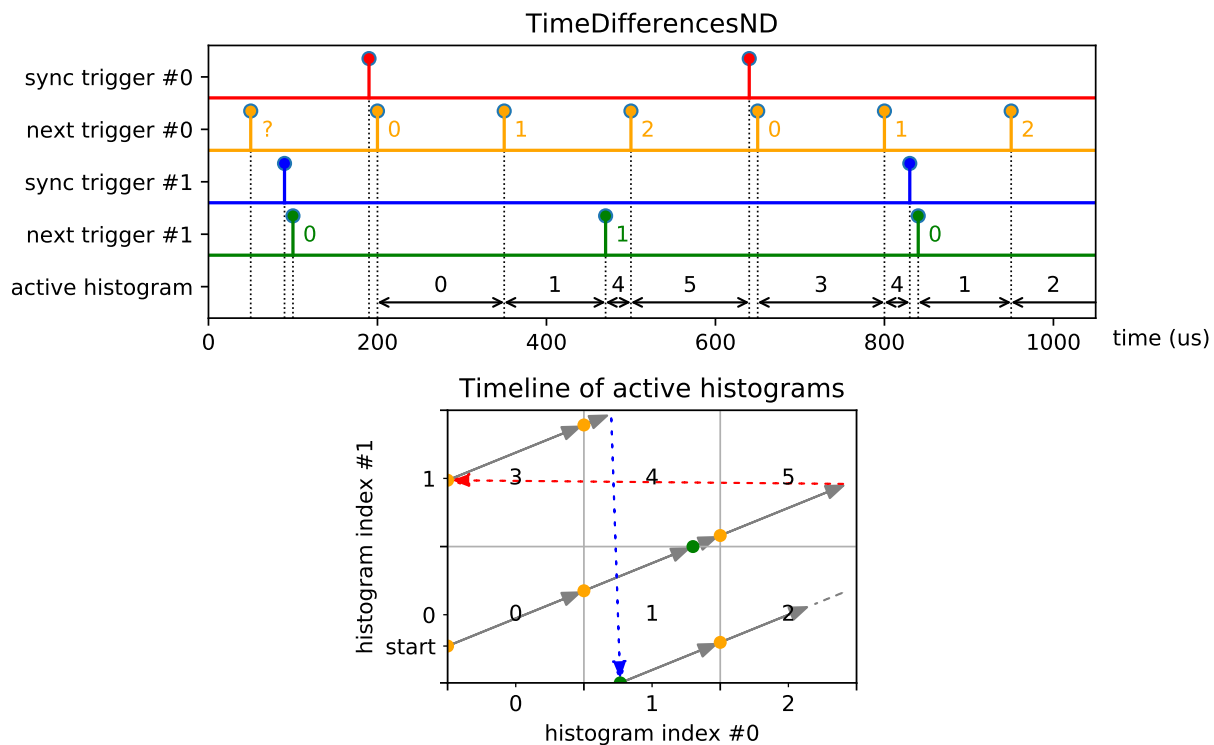 TimeDifferencesND
sync trigger #0
next trigger #0 ? 0 1 2 0 1 2
sync trigger #1
next trigger #1 0 1 0
active histogram 0 1 4 5 3 4 1 2
0 200 400 600 800 1000 time (us)
Timeline of active histograms
histogram index #1
1 3 4 5
0 0 1 2
start
0 1 2
histogram index #0